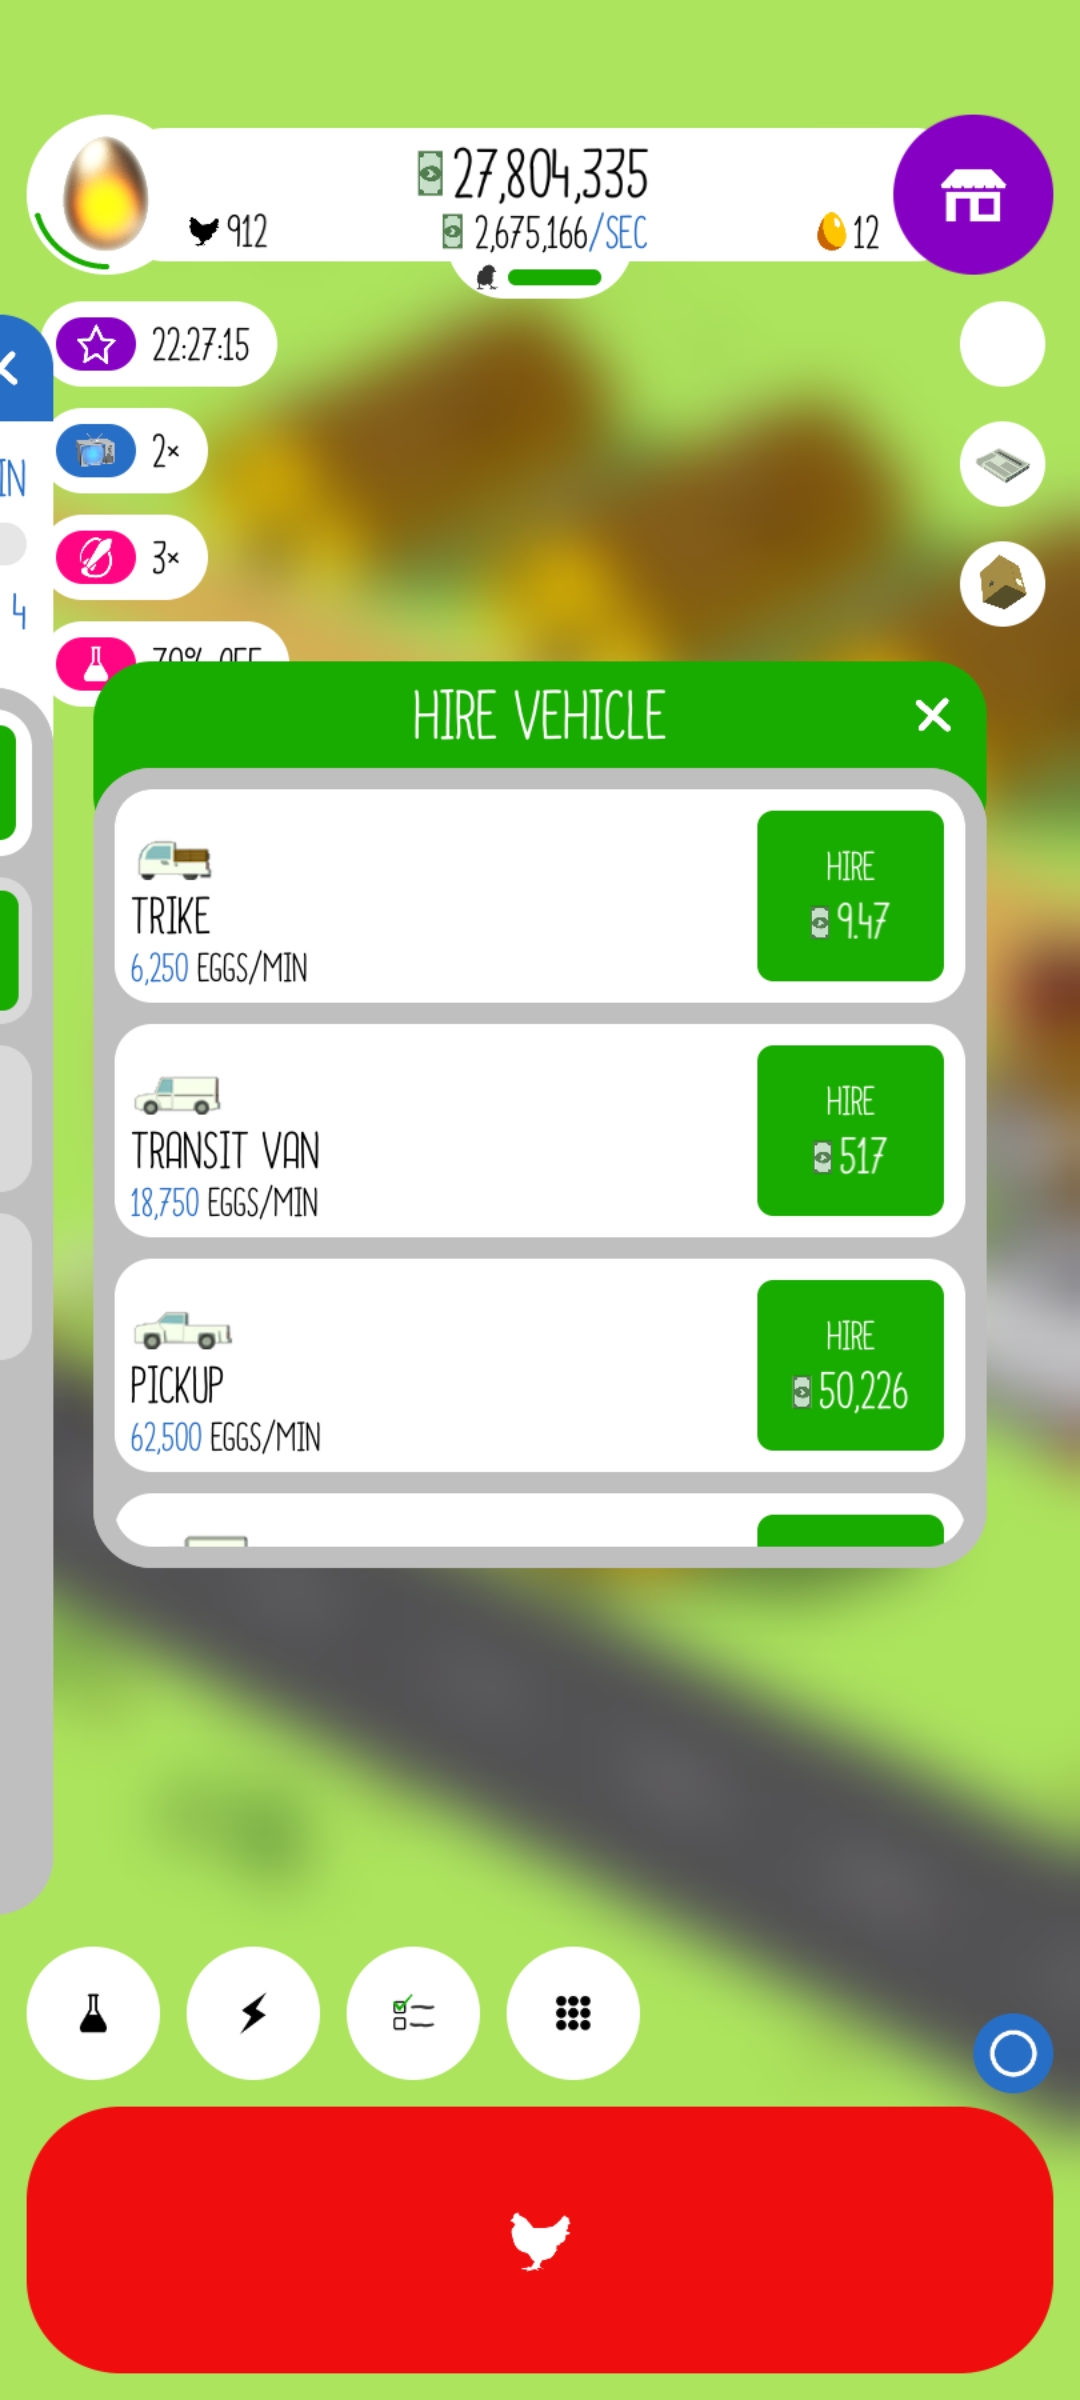 27,804,335
912
2,675,166/SEC
12
22:27:15
2×
IN
3×
4
70% OFF
HIRE VEHICLE
TRIKE
6,250 EGGS/MIN
HIRE
9.47
TRANSIT VAN
18,750 EGGS/MIN
HIRE
517
PICKUP
62,500 EGGS/MIN
HIRE
50,226